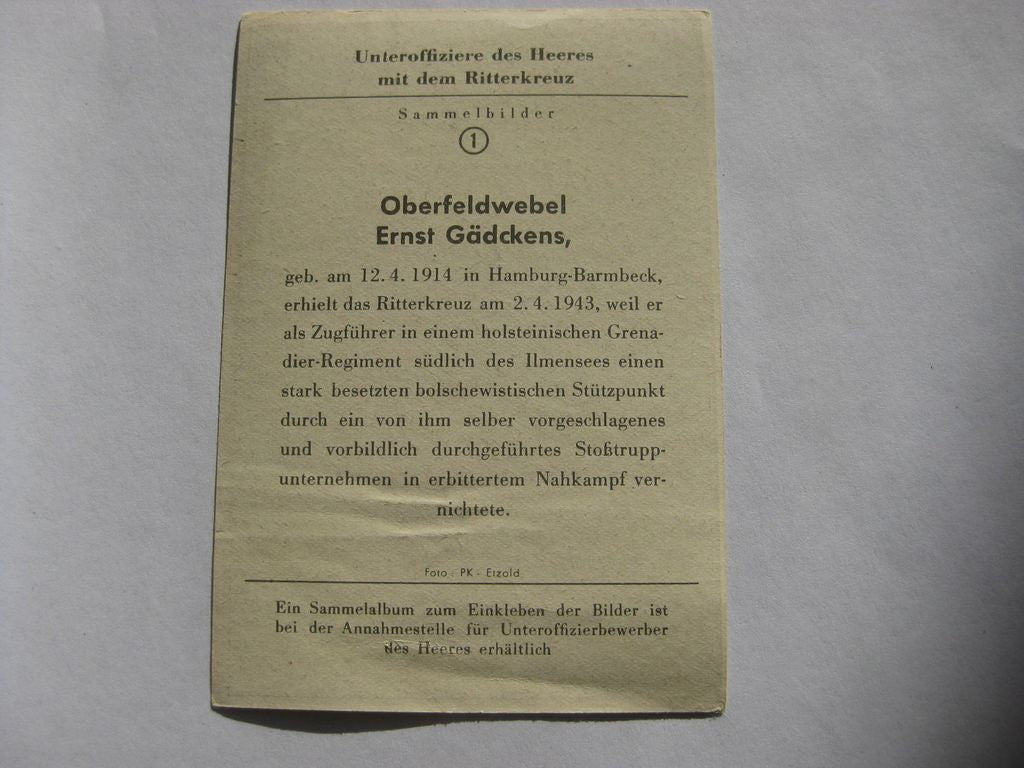 Unteroffiziere des Heeres
mit dem Ritterkreuz
Sammelbilder
1
Oberfeldwebel
Ernst Gädckens,
geb. am 12. 4. 1914 in Hamburg-Barmbeck,
erhielt das Ritterkreuz am 2. 4. 1943, weil er
als Zugführer in einem holsteinischen Grena-
dier-Regiment südlich des Ilmensees einen
stark besetzten bolschewistischen Stützpunkt
durch ein von ihm selber vorgeschlagenes
und vorbildlich durchgeführtes Stoßtrupp-
unternehmen in erbittertem Nahkampf ver-
nichtete.
Foto : PK - Etzold
Ein Sammelalbum zum Einkleben der Bilder ist
bei der Annahmestelle für Unteroffizierbewerber
des Heeres erhältlich